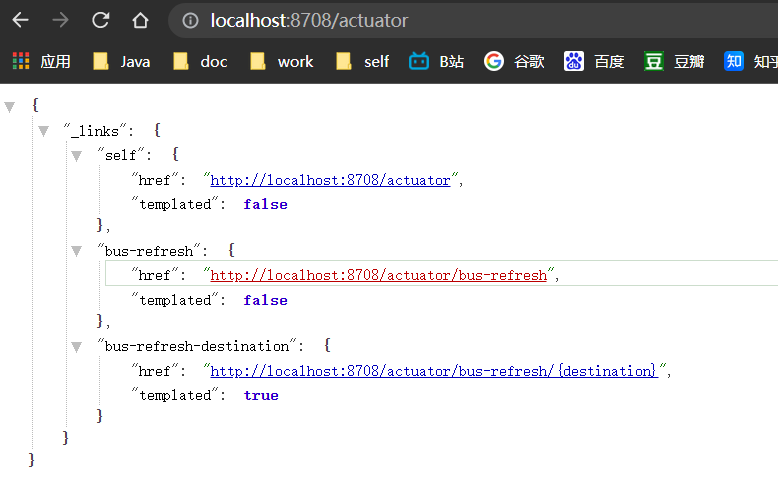 localhost:8708/actuator
应用 Java doc work self B站 谷歌 百度 豆瓣 知乎
{
"_links": {
"self": {
"href": "http://localhost:8708/actuator",
"templated": false
},
"bus-refresh": {
"href": "http://localhost:8708/actuator/bus-refresh",
"templated": false
},
"bus-refresh-destination": {
"href": "http://localhost:8708/actuator/bus-refresh/{destination}",
"templated": true
}
}
}